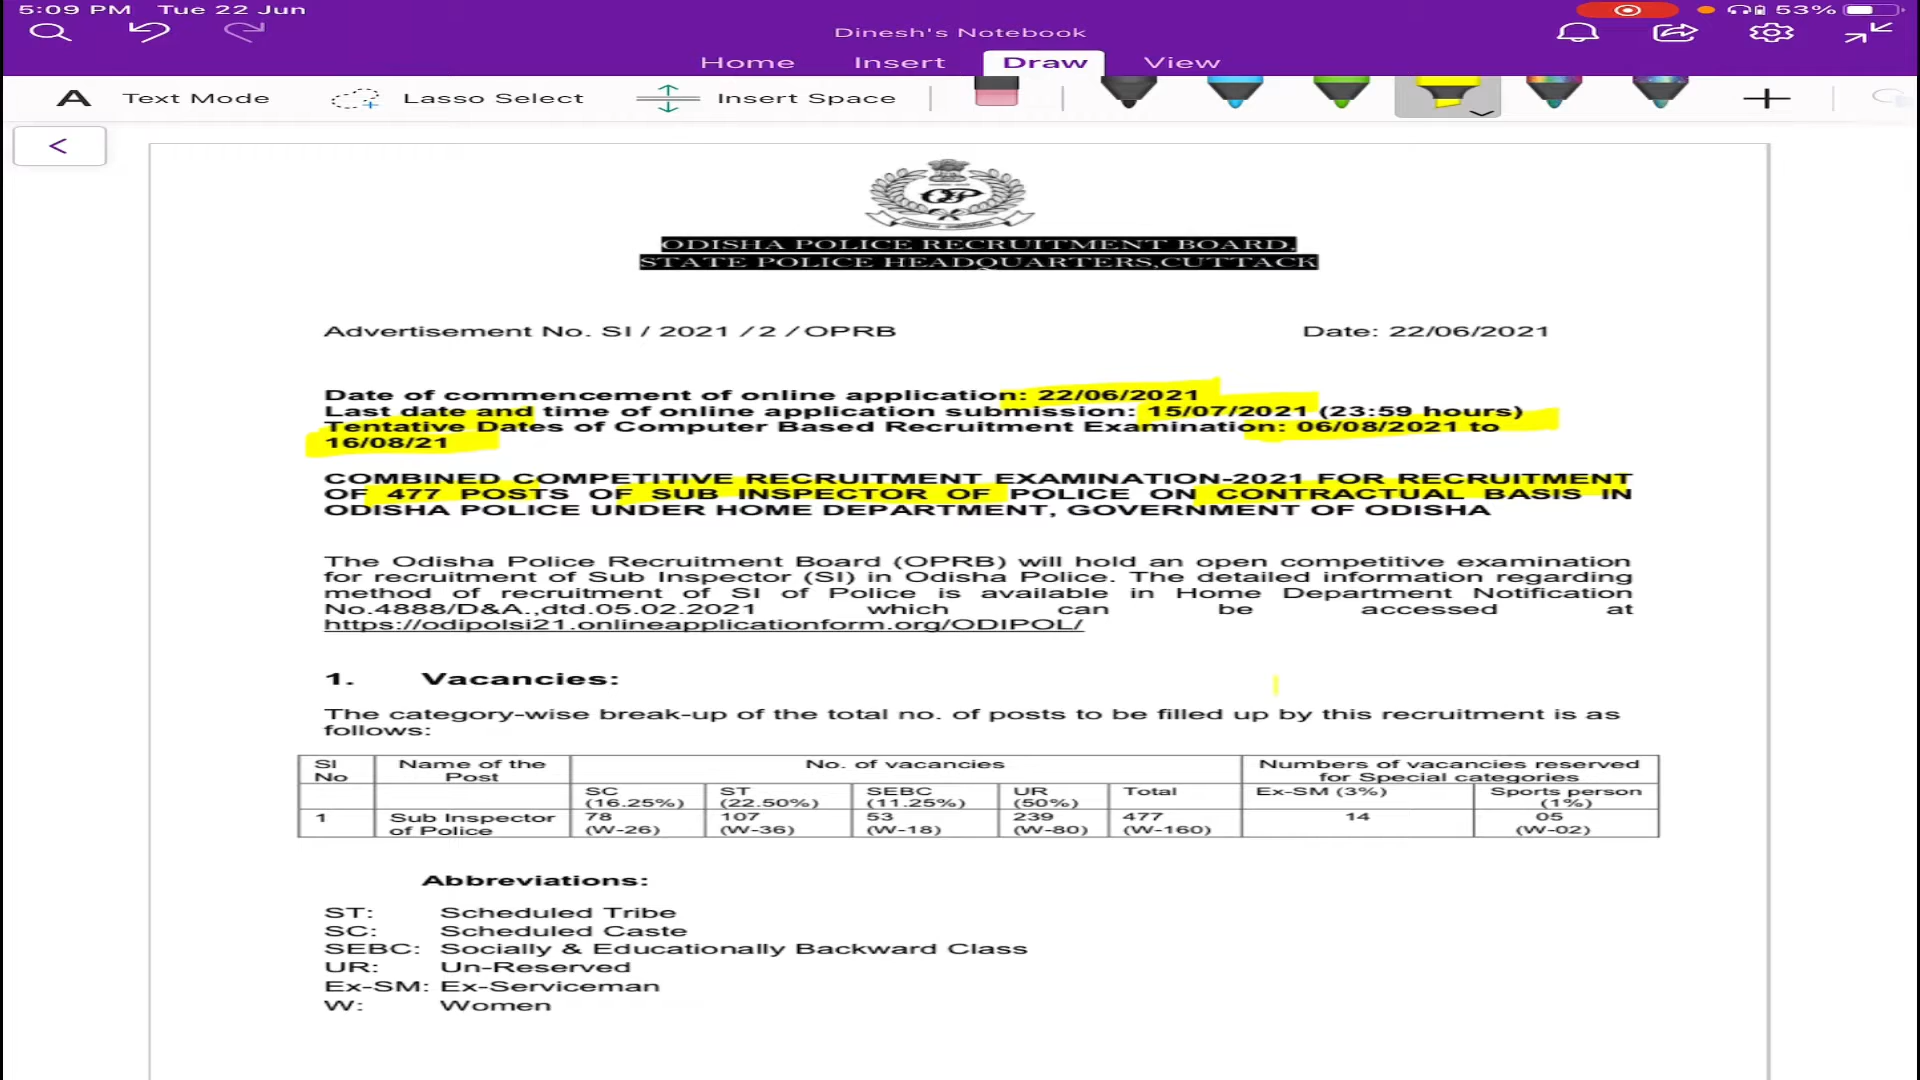 5:09 PM Tue 22 Jun
53%
Dinesh's Notebook
Home Insert Draw View
A Text Mode Lasso Select Insert Space
ODISHA POLICE RECRUITMENT BOARD,
STATE POLICE HEADQUARTERS,CUTTACK
Advertisement No. SI / 2021 / 2 / OPRB Date: 22/06/2021
Date of commencement of online application: 22/06/2021
Last date and time of online application submission: 15/07/2021 (23:59 hours)
Tentative Dates of Computer Based Recruitment Examination: 06/08/2021 to
16/08/21
COMBINED COMPETITIVE RECRUITMENT EXAMINATION-2021 FOR RECRUITMENT
OF 477 POSTS OF SUB INSPECTOR OF POLICE ON CONTRACTUAL BASIS IN
ODISHA POLICE UNDER HOME DEPARTMENT, GOVERNMENT OF ODISHA
The Odisha Police Recruitment Board (OPRB) will hold an open competitive examination
for recruitment of Sub Inspector (SI) in Odisha Police. The detailed information regarding
method of recruitment of SI of Police is available in Home Department Notification
No.4888/D&A.,dtd.05.02.2021 which can be accessed at
https://odipolsi21.onlineapplicationform.org/ODIPOL/
1. Vacancies:
The category-wise break-up of the total no. of posts to be filled up by this recruitment is as
follows:
Sl No Name of the Post No. of vacancies Numbers of vacancies reserved for Special categories
SC (16.25%) ST (22.50%) SEBC (11.25%) UR (50%) Total Ex-SM (3%) Sports person (1%)
1 Sub Inspector of Police 78 (W-26) 107 (W-36) 53 (W-18) 239 (W-80) 477 (W-160) 14 05 (W-02)
Abbreviations:
ST: Scheduled Tribe
SC: Scheduled Caste
SEBC: Socially & Educationally Backward Class
UR: Un-Reserved
Ex-SM: Ex-Serviceman
W: Women